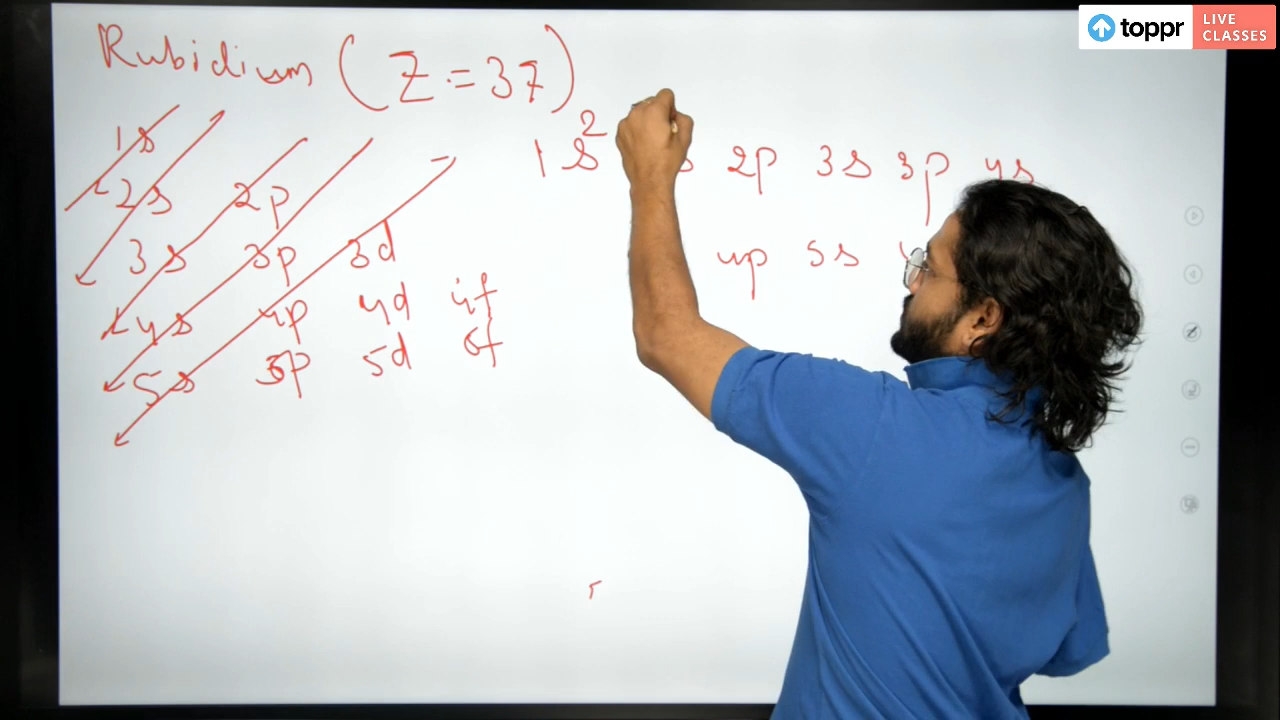 toppr LIVE CLASSES
Rubidium (Z = 37)
1s
2s 2p
3s 3p 3d
4s 4p 4d 4f
5s 5p 5d 5f
1s² s 2p 3s 3p 4s
4p 5s